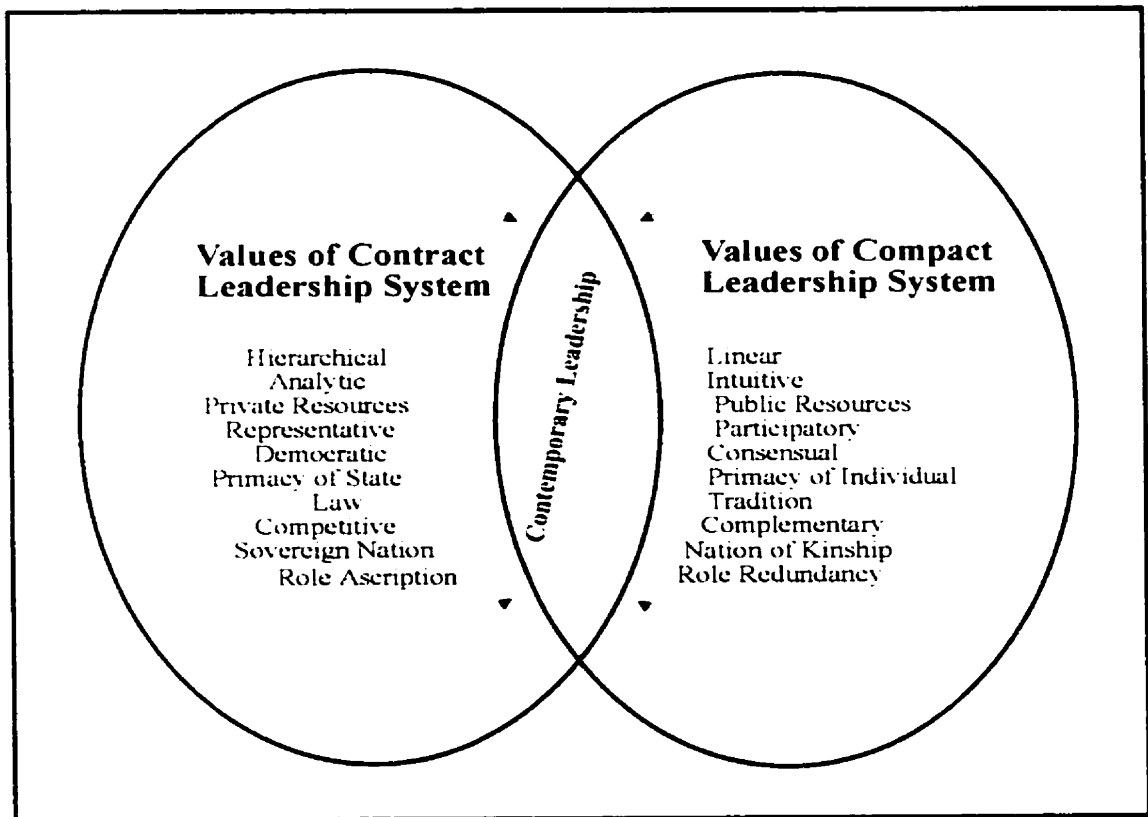 Values of Contract
Leadership System
Hierarchical
Analytic
Private Resources
Representative
Democratic
Primacy of State
Law
Competitive
Sovereign Nation
Role Ascription
Contemporary Leadership
Values of Compact
Leadership System
Linear
Intuitive
Public Resources
Participatory
Consensual
Primacy of Individual
Tradition
Complementary
Nation of Kinship
Role Redundancy